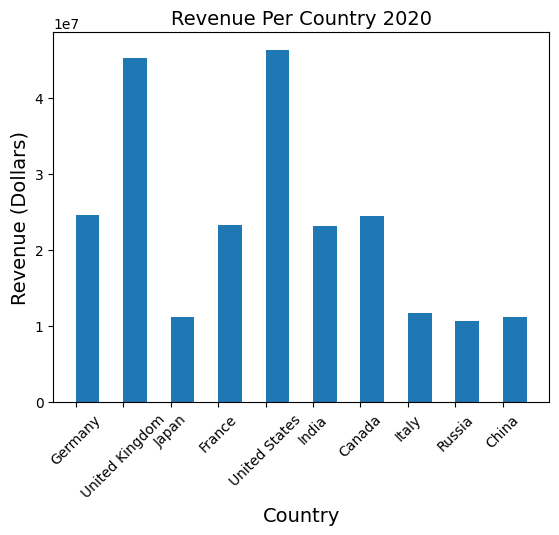 Revenue Per Country 2020
1e7
Revenue (Dollars)
4
3
2
1
0
Germany
United Kingdom
Japan
France
United States
India
Canada
Italy
Russia
China
Country